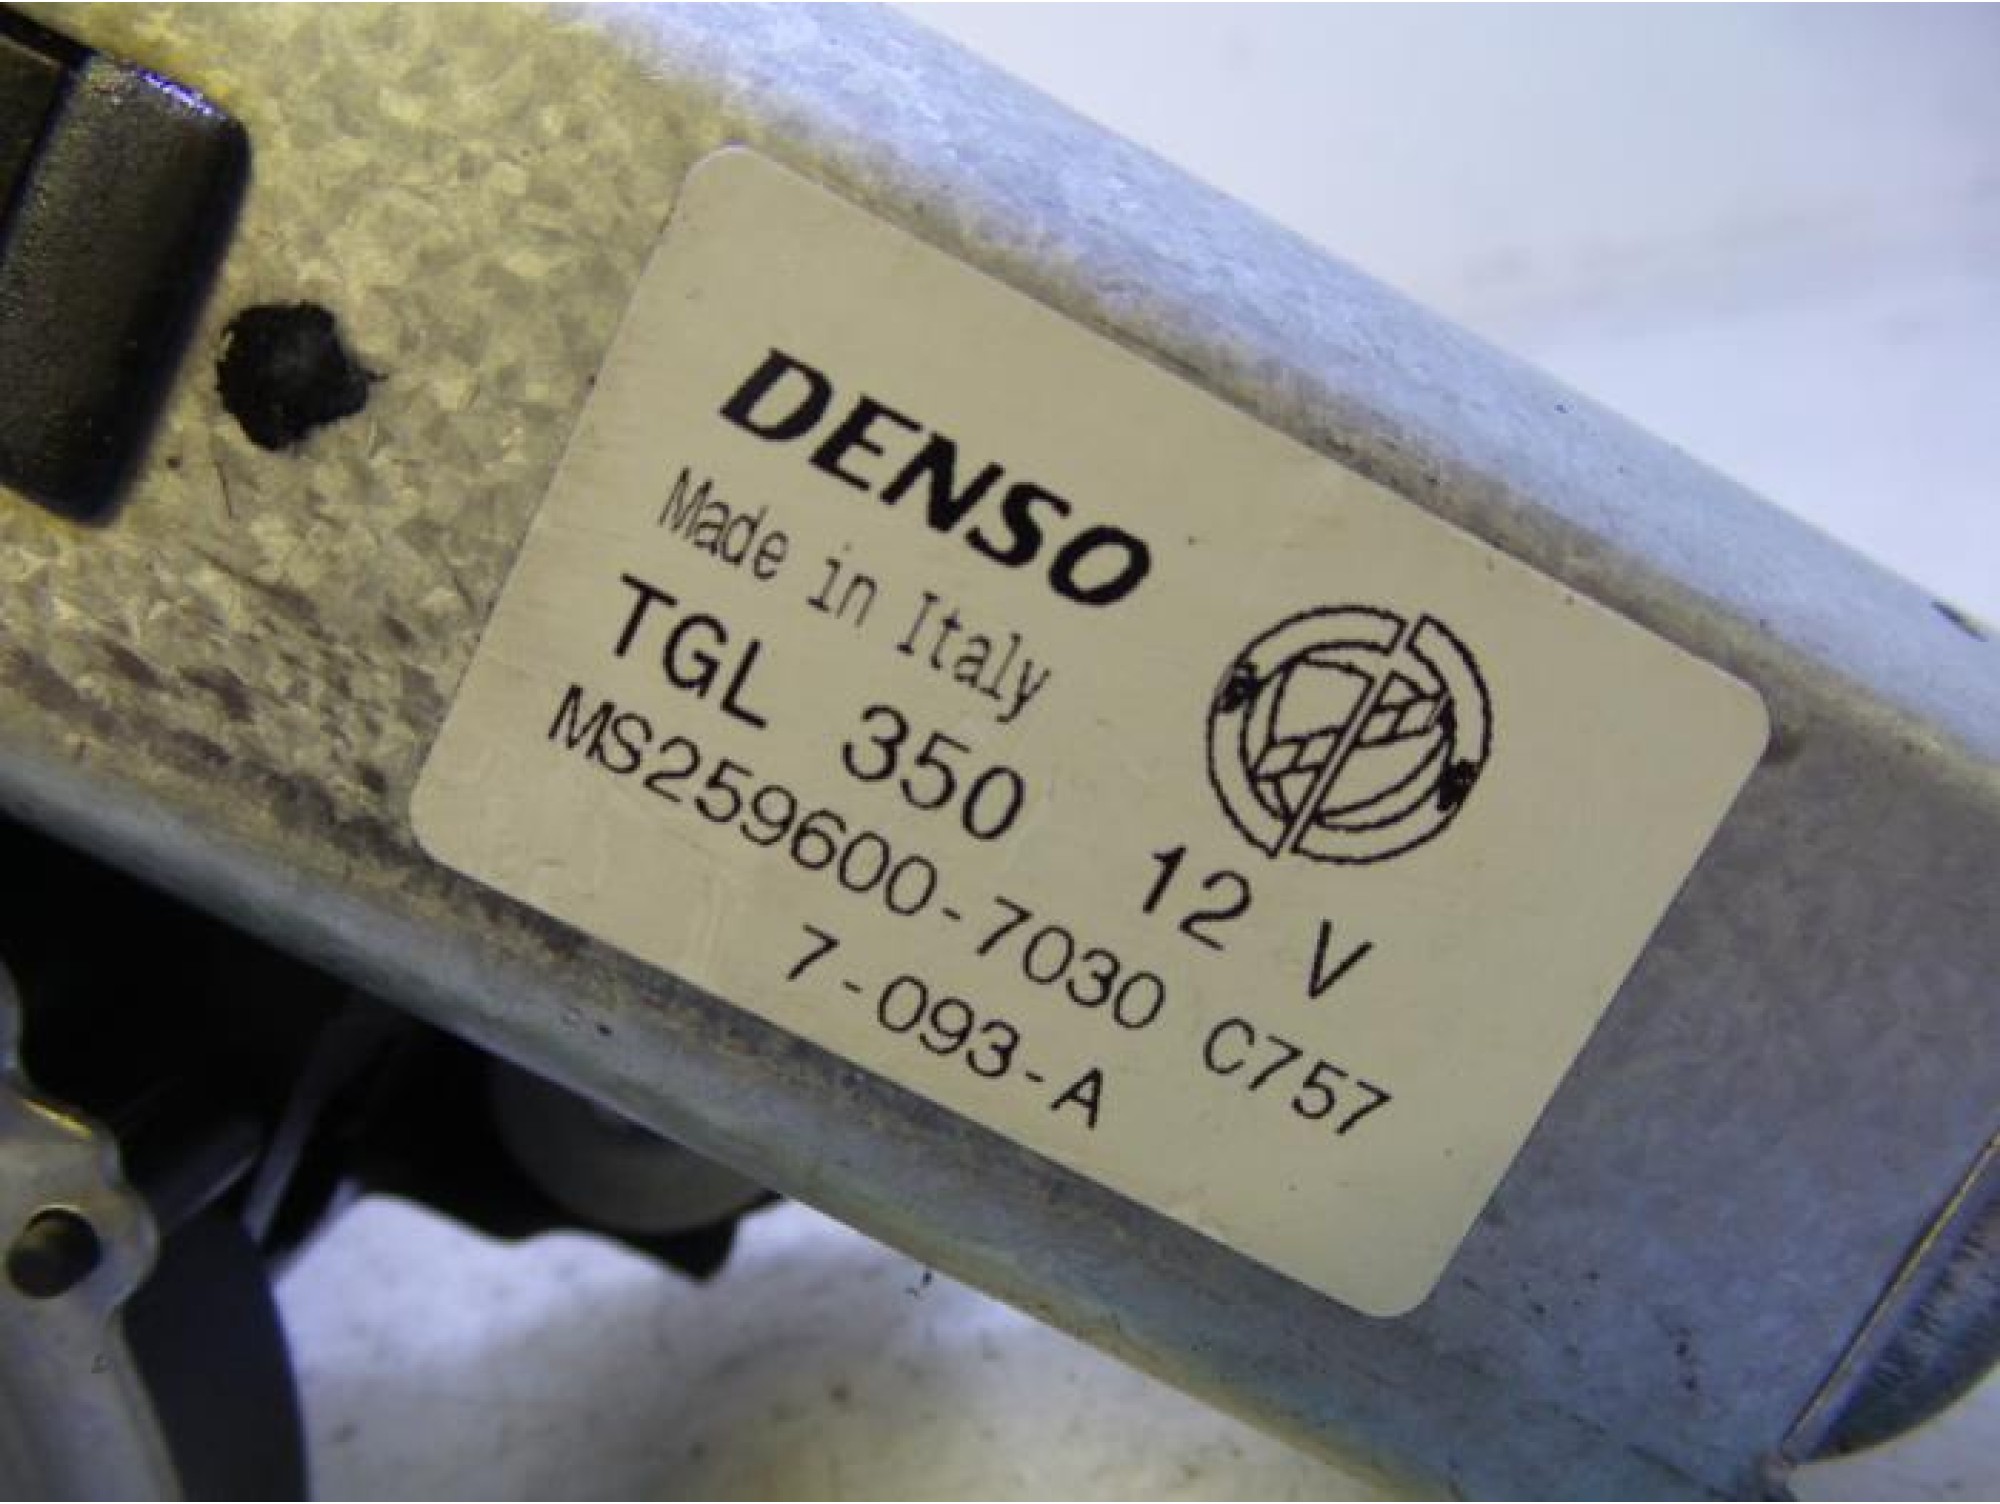 DENSO
Made in Italy
TGL 350 12 V
MS259600-7030 C757
7-093-A